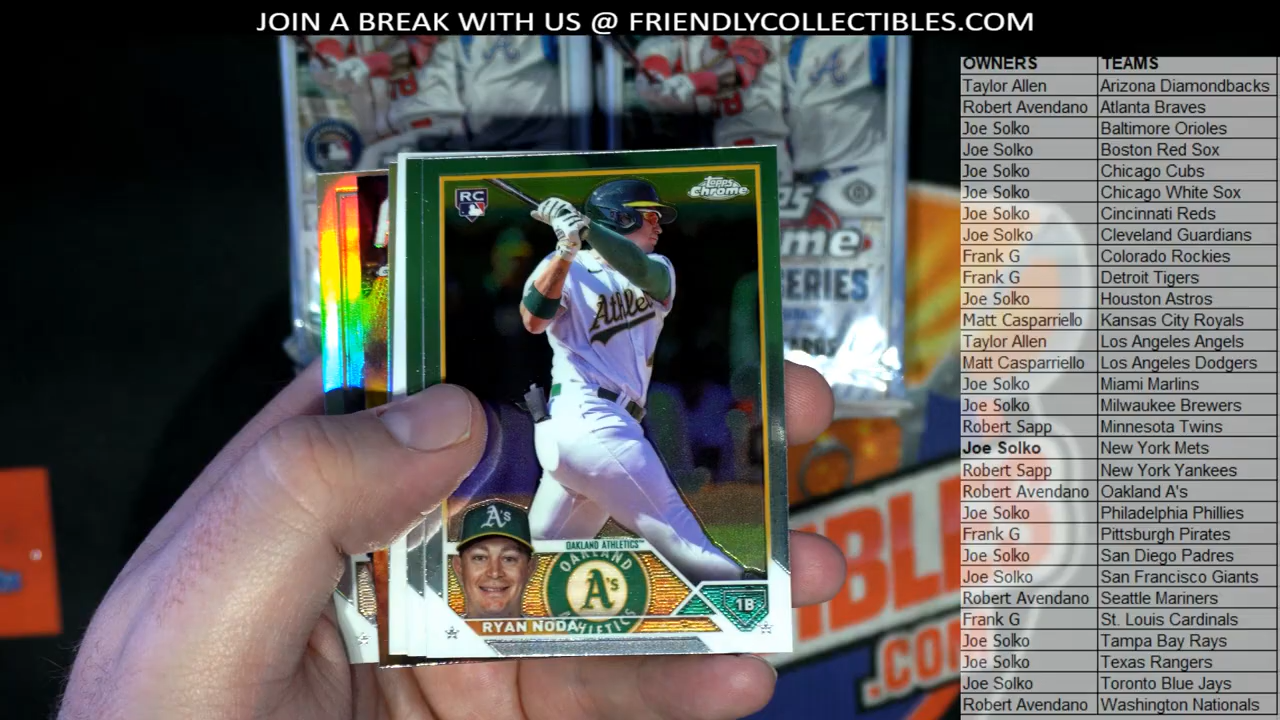 JOIN A BREAK WITH US @ FRIENDLYCOLLECTIBLES.COM
OWNERS TEAMS
Taylor Allen Arizona Diamondbacks
Robert Avendano Atlanta Braves
Joe Solko Baltimore Orioles
Joe Solko Boston Red Sox
Joe Solko Chicago Cubs
Joe Solko Chicago White Sox
Joe Solko Cincinnati Reds
Joe Solko Cleveland Guardians
Frank G Colorado Rockies
Frank G Detroit Tigers
Joe Solko Houston Astros
Matt Casparriello Kansas City Royals
Taylor Allen Los Angeles Angels
Matt Casparriello Los Angeles Dodgers
Joe Solko Miami Marlins
Joe Solko Milwaukee Brewers
Robert Sapp Minnesota Twins
Joe Solko New York Mets
Robert Sapp New York Yankees
Robert Avendano Oakland A's
Joe Solko Philadelphia Phillies
Frank G Pittsburgh Pirates
Joe Solko San Diego Padres
Joe Solko San Francisco Giants
Robert Avendano Seattle Mariners
Frank G St. Louis Cardinals
Joe Solko Tampa Bay Rays
Joe Solko Texas Rangers
Joe Solko Toronto Blue Jays
Robert Avendano Washington Nationals
RC
Topps
Chrome
Athle
A's
OAKLAND ATHLETICS™
OAKLAND
A's
ATHLETICS
1B
RYAN NODA
me
SERIES
IBLE
.CO